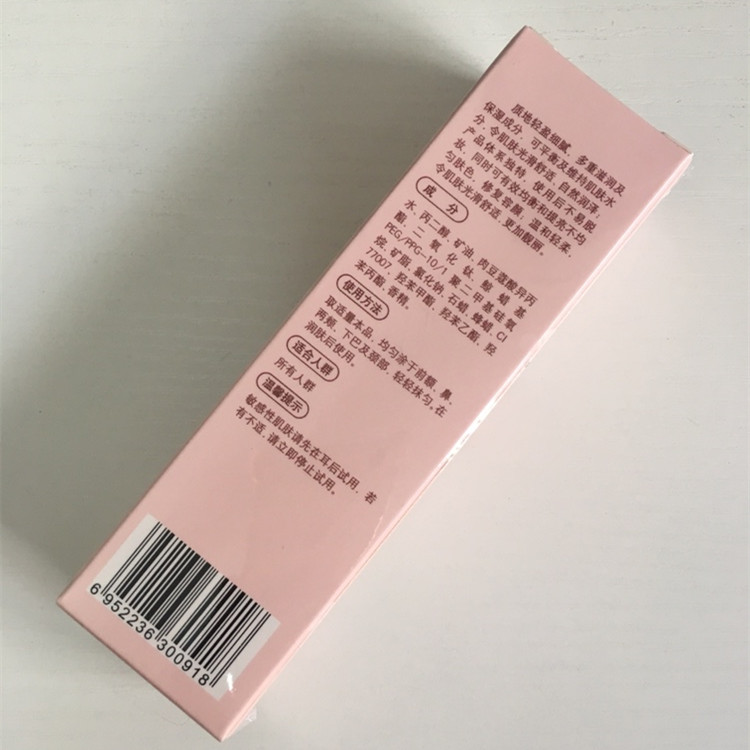 质地轻盈细腻，多重滋润及
保湿成分，可平衡及维持肌肤水
分，令肌肤光滑舒适、自然润泽，
产品体系独特，使用后不易脱
妆，同时可有效均衡和提亮不均
匀肤色，修复容颜，温和轻柔，
令肌肤光滑舒适、更加靓丽。
成分
水、丙二醇、矿油、肉豆蔻酸异丙
酯、二氧化钛、鲸蜡基
PEG/PPG-10/1聚二甲基硅氧
烷、矿脂、氯化钠、石蜡、蜂蜡、CI
77007、羟苯甲酯、羟苯乙酯、羟
苯丙酯、香精。
使用方法
取适量本品，均匀涂于前额、鼻、
两颊、下巴及颈部，轻轻抹匀。在
润肤后使用。
适合人群
所有人群
温馨提示
敏感性肌肤请先在耳后试用，若
有不适，请立即停止试用。
6 952236 300918